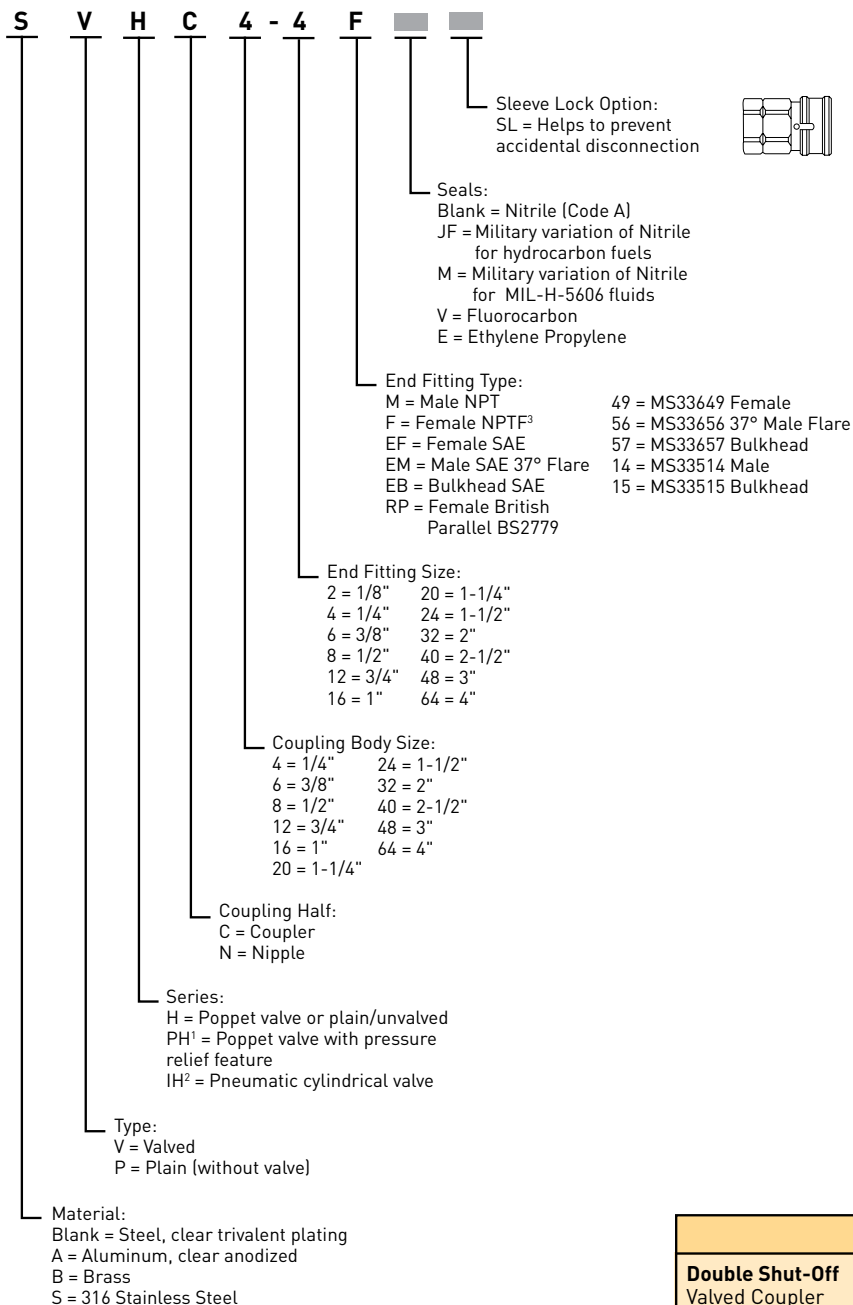 S V H C 4 - 4 F
Sleeve Lock Option:
SL = Helps to prevent
accidental disconnection
Seals:
Blank = Nitrile (Code A)
JF = Military variation of Nitrile
for hydrocarbon fuels
M = Military variation of Nitrile
for MIL-H-5606 fluids
V = Fluorocarbon
E = Ethylene Propylene
End Fitting Type:
M = Male NPT
F = Female NPTF³
EF = Female SAE
EM = Male SAE 37° Flare
EB = Bulkhead SAE
RP = Female British
Parallel BS2779
49 = MS33649 Female
56 = MS33656 37° Male Flare
57 = MS33657 Bulkhead
14 = MS33514 Male
15 = MS33515 Bulkhead
End Fitting Size:
2 = 1/8" 20 = 1-1/4"
4 = 1/4" 24 = 1-1/2"
6 = 3/8" 32 = 2"
8 = 1/2" 40 = 2-1/2"
12 = 3/4" 48 = 3"
16 = 1" 64 = 4"
Coupling Body Size:
4 = 1/4" 24 = 1-1/2"
6 = 3/8" 32 = 2"
8 = 1/2" 40 = 2-1/2"
12 = 3/4" 48 = 3"
16 = 1" 64 = 4"
20 = 1-1/4"
Coupling Half:
C = Coupler
N = Nipple
Series:
H = Poppet valve or plain/unvalved
PH¹ = Poppet valve with pressure
relief feature
IH² = Pneumatic cylindrical valve
Type:
V = Valved
P = Plain (without valve)
Material:
Blank = Steel, clear trivalent plating
A = Aluminum, clear anodized
B = Brass
S = 316 Stainless Steel
Double Shut-Off
Valved Coupler